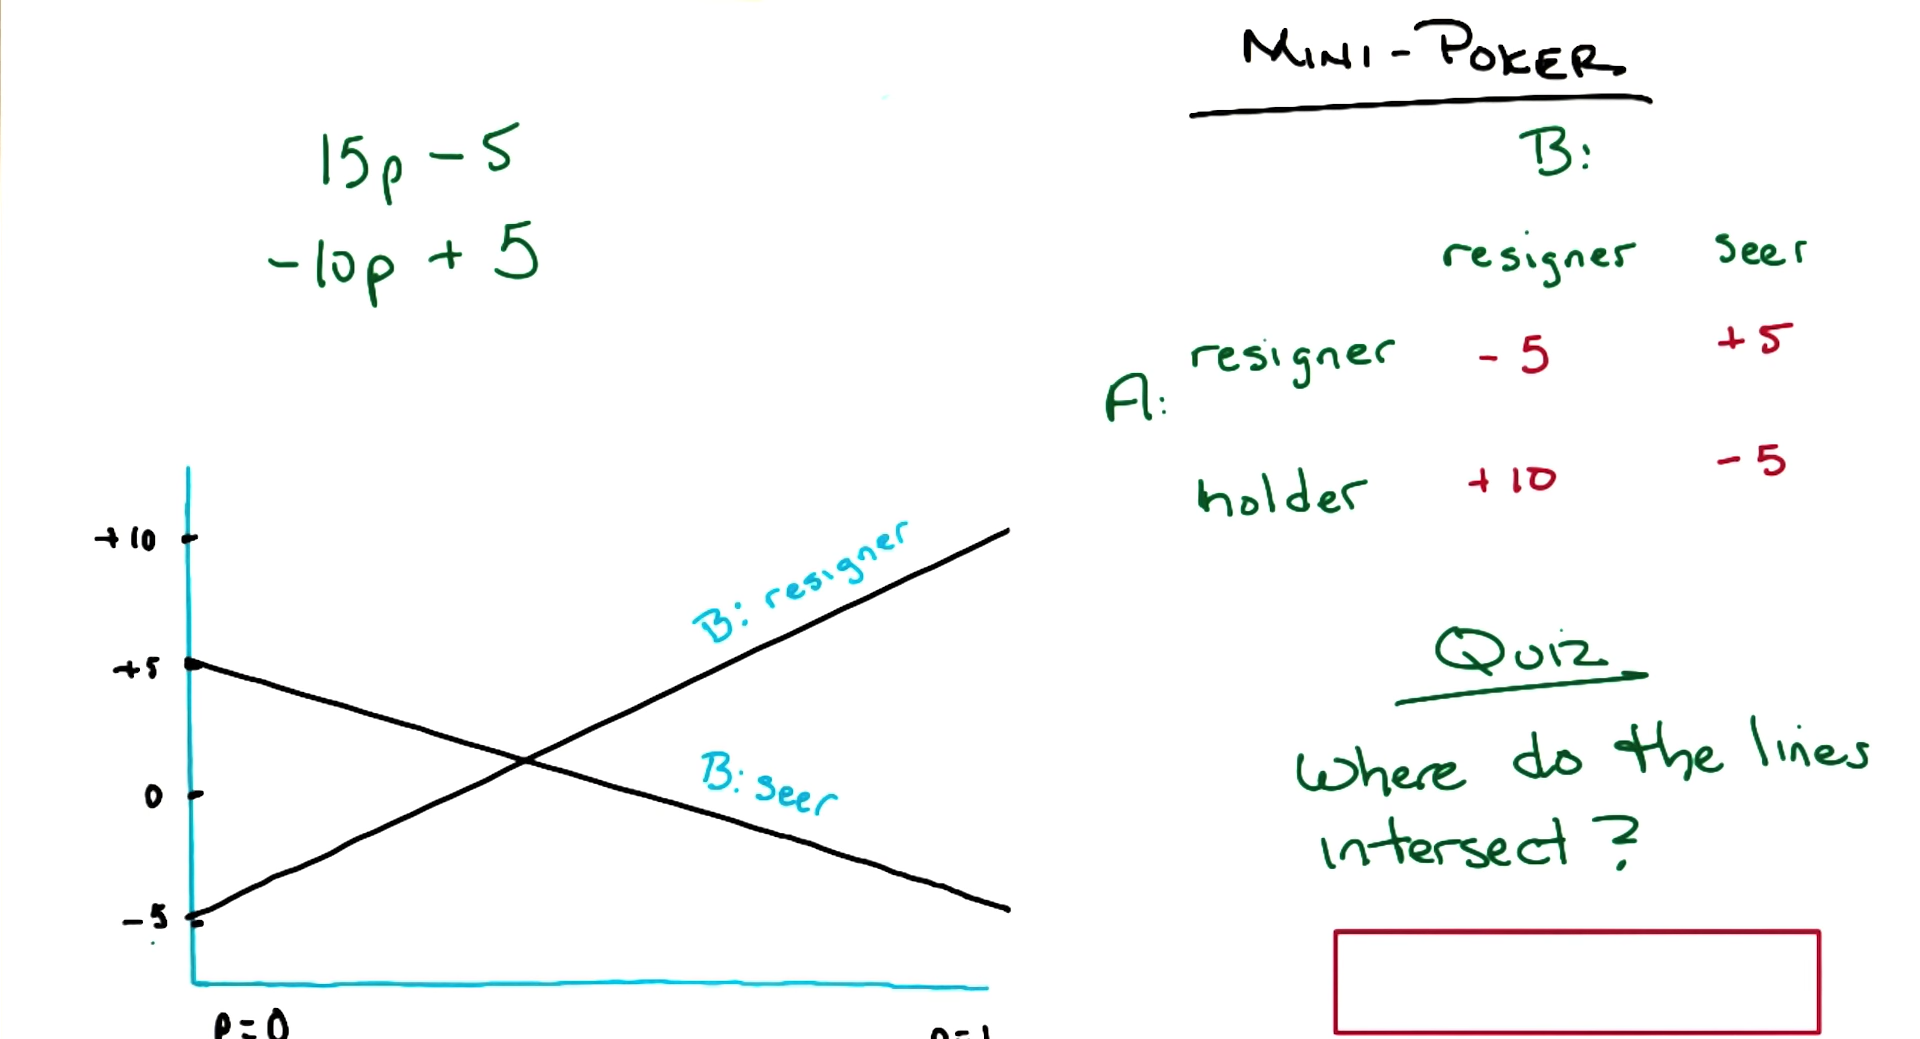 MINI-POKER
15p - 5
-10p + 5
B:
resigner seer
A:
resigner -5 +5
holder +10 -5
+10
+5
0
-5
B: resigner
B: seer
p=0
Quiz
Where do the lines
intersect?